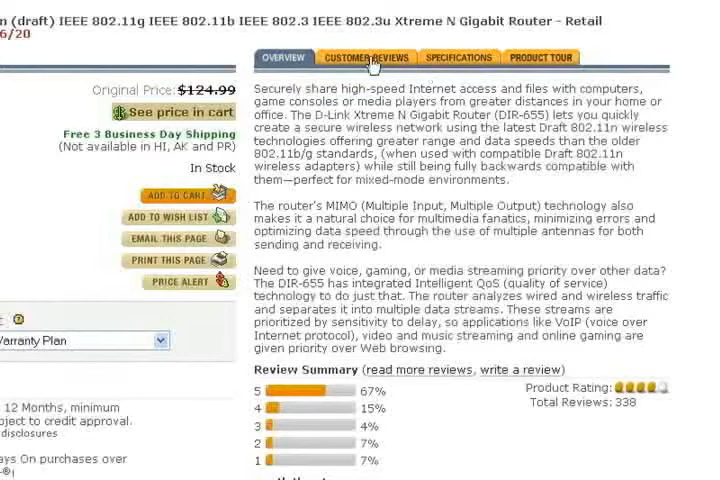 n (draft) IEEE 802.11g IEEE 802.11b IEEE 802.3 IEEE 802.3u Xtreme N Gigabit Router - Retail
6/20
OVERVIEW CUSTOMER REVIEWS SPECIFICATIONS PRODUCT TOUR
Original Price: $124.99
See price in cart
Free 3 Business Day Shipping
(Not available in HI, AK and PR)
In Stock
ADD TO CART
ADD TO WISH LIST
EMAIL THIS PAGE
PRINT THIS PAGE
PRICE ALERT
Warranty Plan
12 Months, minimum
bject to credit approval.
disclosures
ays On purchases over
Securely share high-speed Internet access and files with computers,
game consoles or media players from greater distances in your home or
office. The D-Link Xtreme N Gigabit Router (DIR-655) lets you quickly
create a secure wireless network using the latest Draft 802.11n wireless
technologies offering greater range and data speeds than the older
802.11b/g standards, (when used with compatible Draft 802.11n
wireless adapters) while still being fully backwards compatible with
them—perfect for mixed-mode environments.
The router's MIMO (Multiple Input, Multiple Output) technology also
makes it a natural choice for multimedia fanatics, minimizing errors and
optimizing data speed through the use of multiple antennas for both
sending and receiving.
Need to give voice, gaming, or media streaming priority over other data?
The DIR-655 has integrated Intelligent QoS (quality of service)
technology to do just that. The router analyzes wired and wireless traffic
and separates it into multiple data streams. These streams are
prioritized by sensitivity to delay, so applications like VoIP (voice over
Internet protocol), video and music streaming and online gaming are
given priority over Web browsing.
Review Summary (read more reviews, write a review)
5 67%
4 15%
3 4%
2 7%
1 7%
Product Rating:
Total Reviews: 338